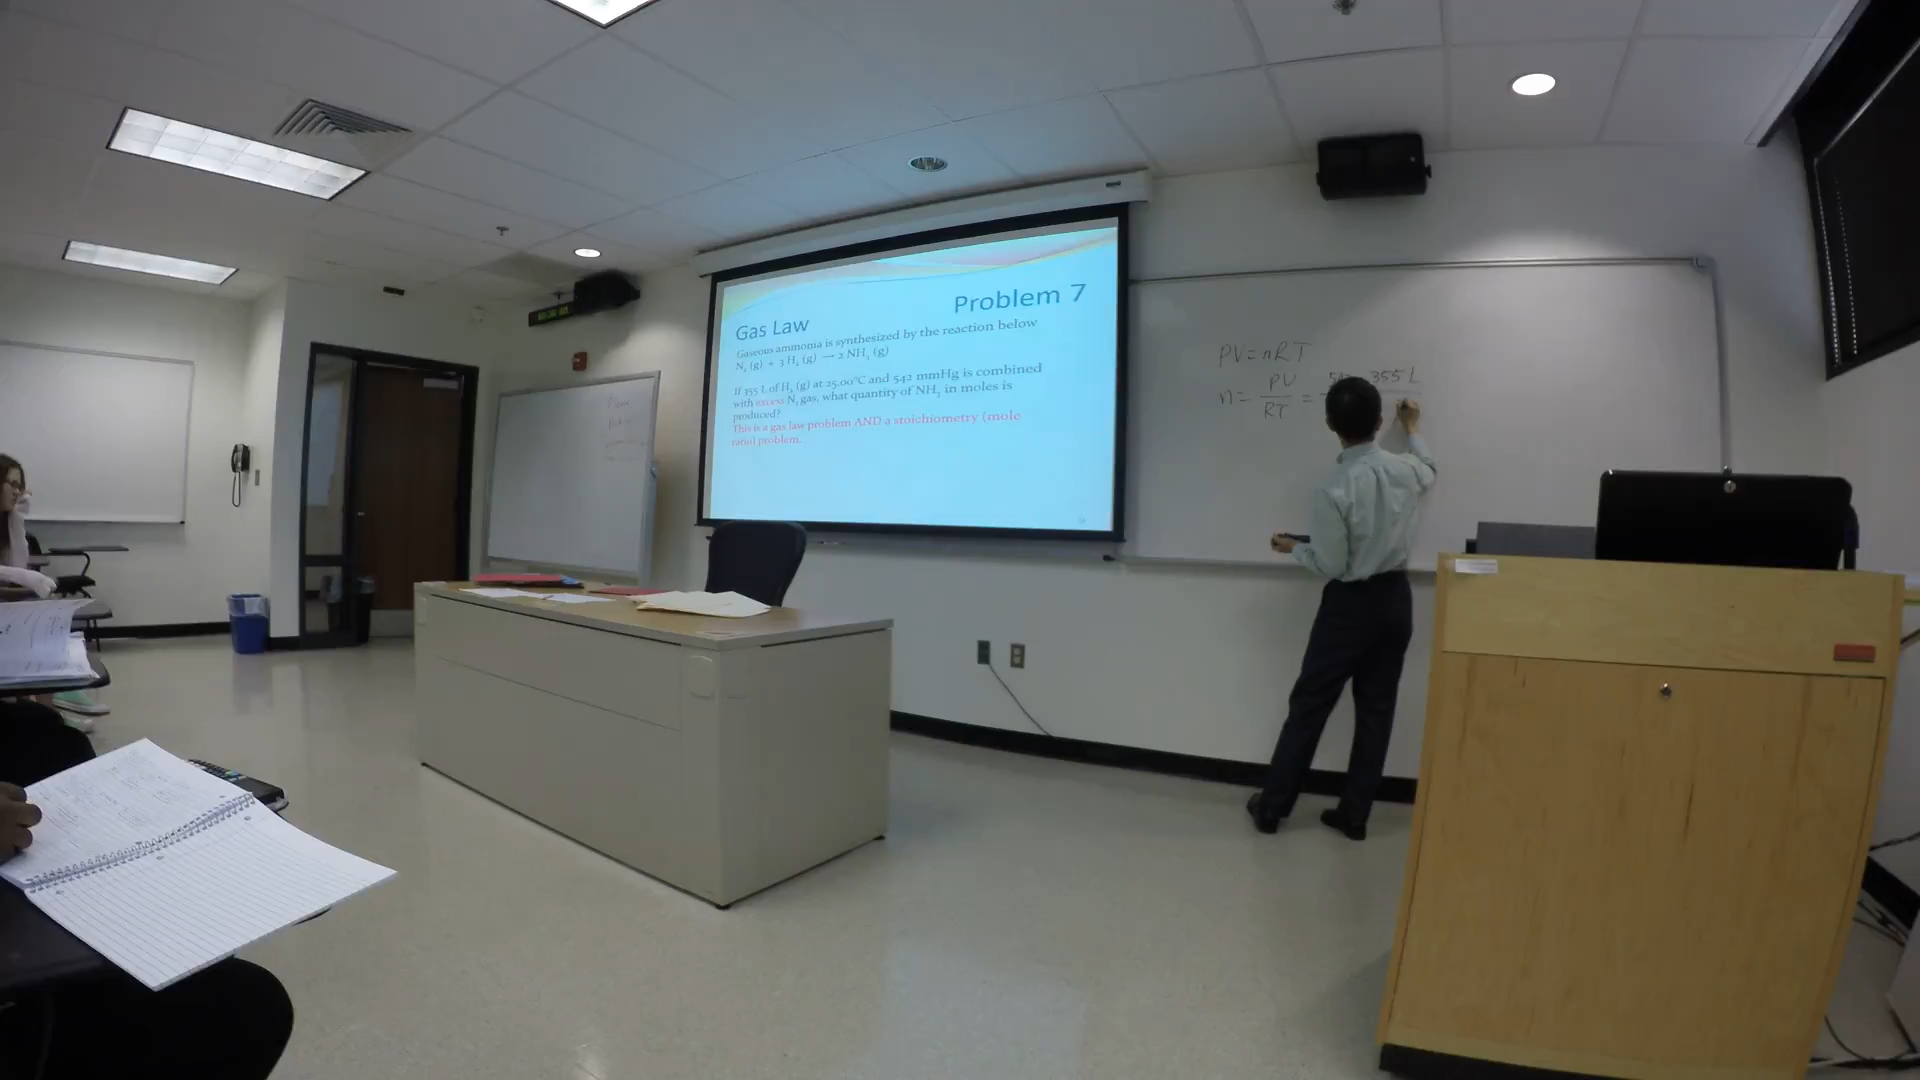 Problem 7
Gas Law
Gaseous ammonia is synthesized by the reaction below
N₂ (g) + 3 H₂ (g) → 2 NH₃ (g)
If 355 L of H₂ (g) at 25.00°C and 542 mmHg is combined
with excess N₂ gas, what quantity of NH₃ in moles is
produced?
This is a gas law problem AND a stoichiometry (mole
ratio) problem.
PV=nRT
n= PV/RT = 355 L